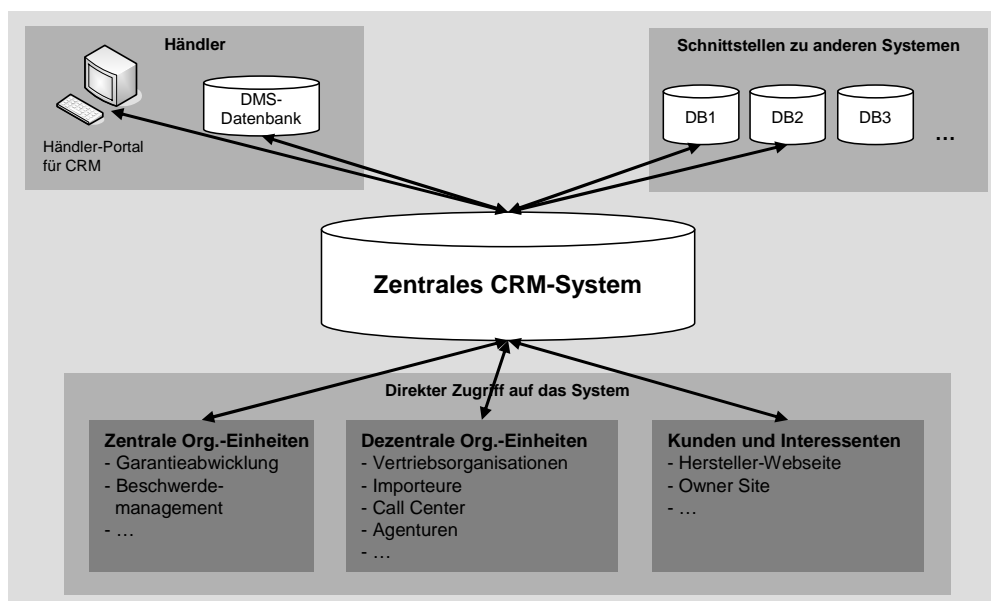 Händler
DMS-
Datenbank
Händler-Portal
für CRM
Schnittstellen zu anderen Systemen
DB1
DB2
DB3
...
Zentrales CRM-System
Direkter Zugriff auf das System
Zentrale Org.-Einheiten
- Garantieabwicklung
- Beschwerde-
management
- ...
Dezentrale Org.-Einheiten
- Vertriebsorganisationen
- Importeure
- Call Center
- Agenturen
- ...
Kunden und Interessenten
- Hersteller-Webseite
- Owner Site
- ...